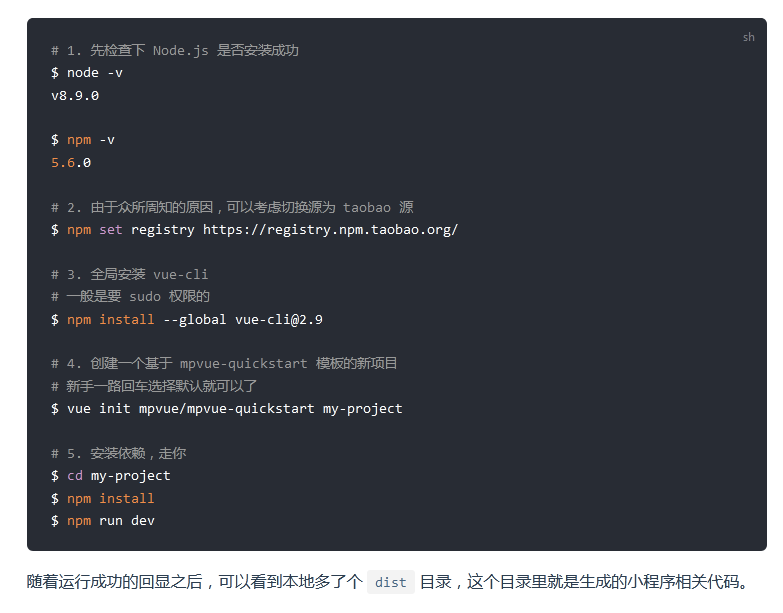 sh
# 1. 先检查下 Node.js 是否安装成功
$ node -v
v8.9.0
$ npm -v
5.6.0
# 2. 由于众所周知的原因，可以考虑切换源为 taobao 源
$ npm set registry https://registry.npm.taobao.org/
# 3. 全局安装 vue-cli
# 一般是要 sudo 权限的
$ npm install --global vue-cli@2.9
# 4. 创建一个基于 mpvue-quickstart 模板的新项目
# 新手一路回车选择默认就可以了
$ vue init mpvue/mpvue-quickstart my-project
# 5. 安装依赖，走你
$ cd my-project
$ npm install
$ npm run dev
随着运行成功的回显之后，可以看到本地多了个 dist 目录，这个目录里就是生成的小程序相关代码。